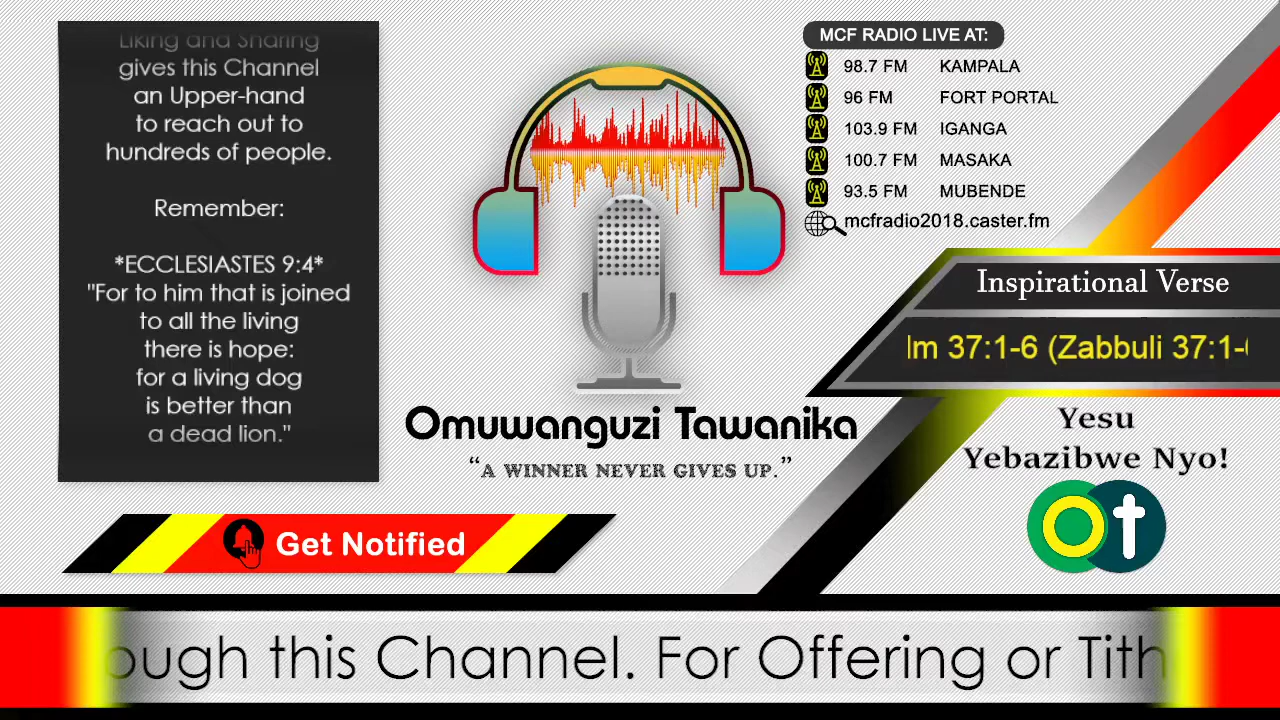 Liking and Sharing
gives this Channel
an Upper-hand
to reach out to
hundreds of people.
Remember:
*ECCLESIASTES 9:4*
"For to him that is joined
to all the living
there is hope:
for a living dog
is better than
a dead lion."
Omuwanguzi Tawanika
“A WINNER NEVER GIVES UP.”
MCF RADIO LIVE AT:
98.7 FM KAMPALA
96 FM FORT PORTAL
103.9 FM IGANGA
100.7 FM MASAKA
93.5 FM MUBENDE
mcfradio2018.caster.fm
Inspirational Verse
lm 37:1-6 (Zabbuli 37:1-
Yesu
Yebazibwe Nyo!
Get Notified
ough this Channel. For Offering or Tith